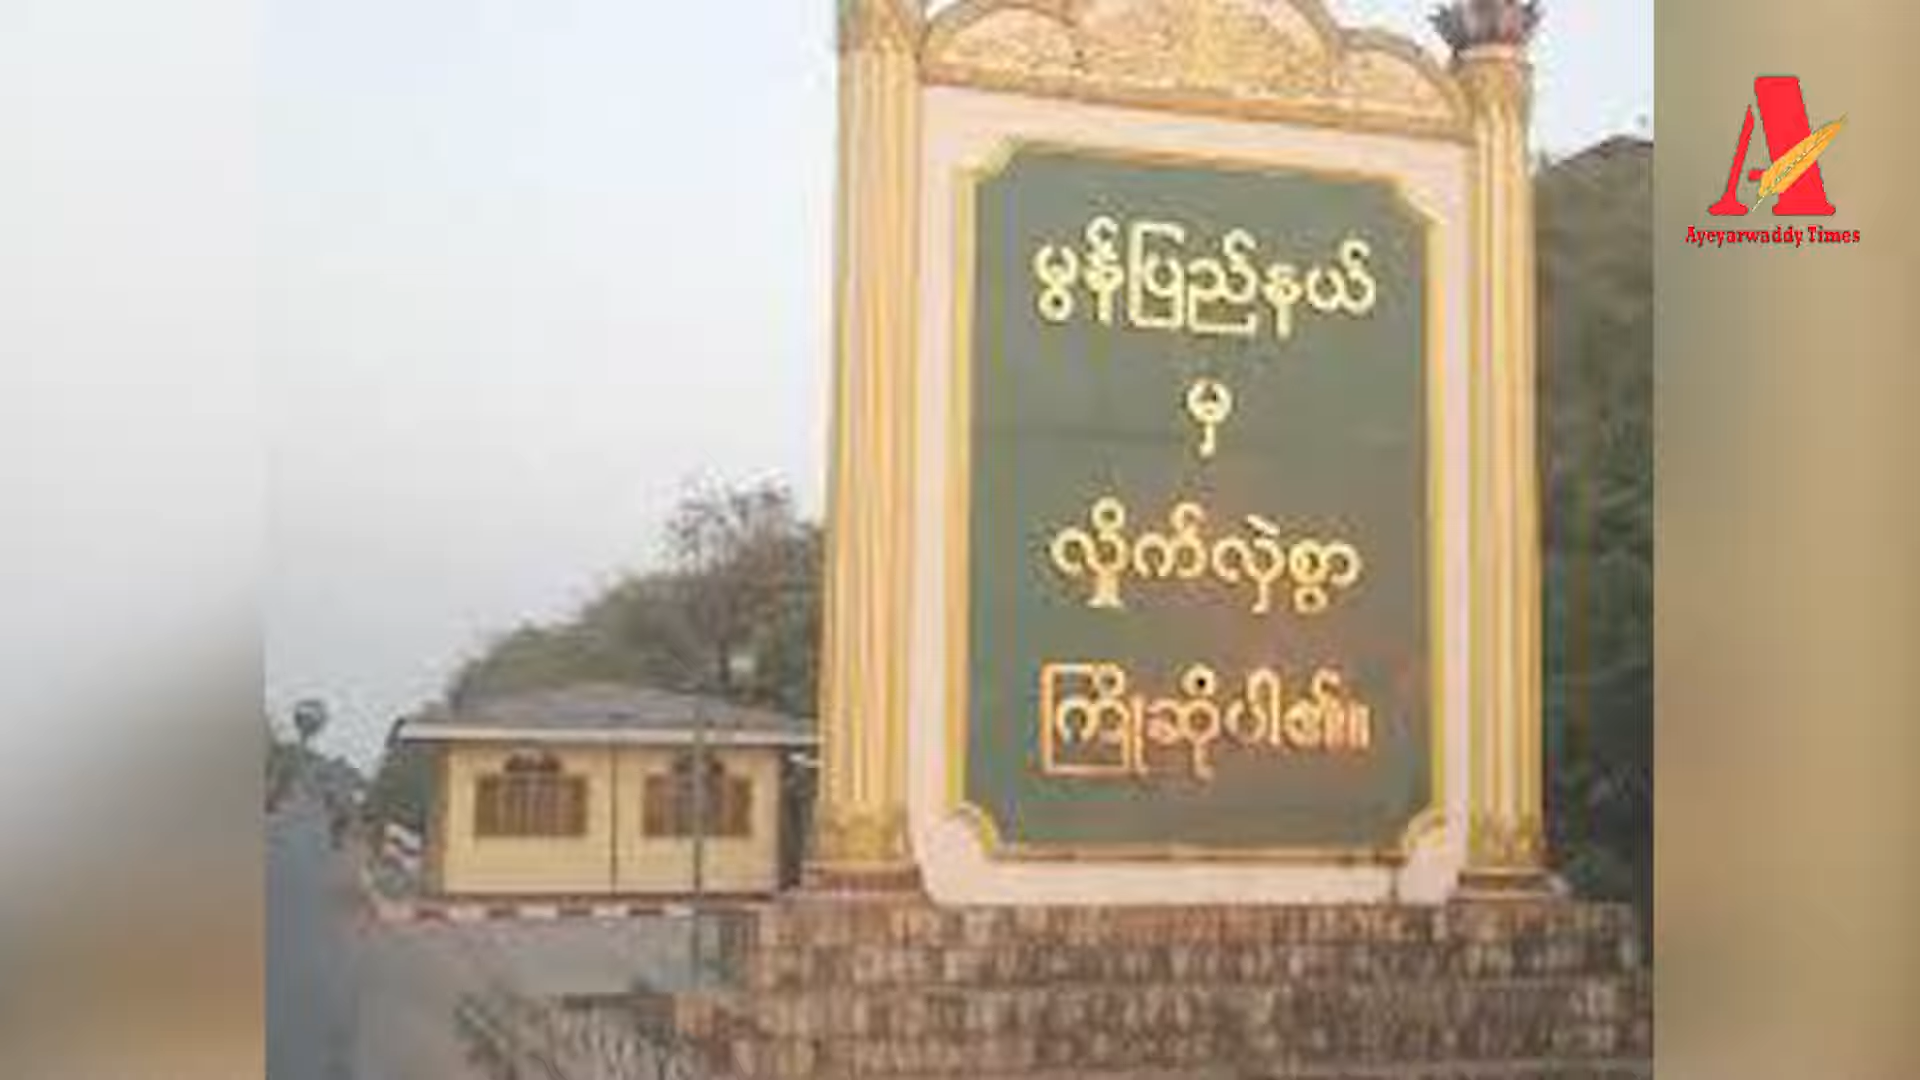 မွန်ပြည်နယ်
မှ
လှိုက်လှဲစွာ
ကြိုဆိုပါ၏။
Ayeyarwaddy Times